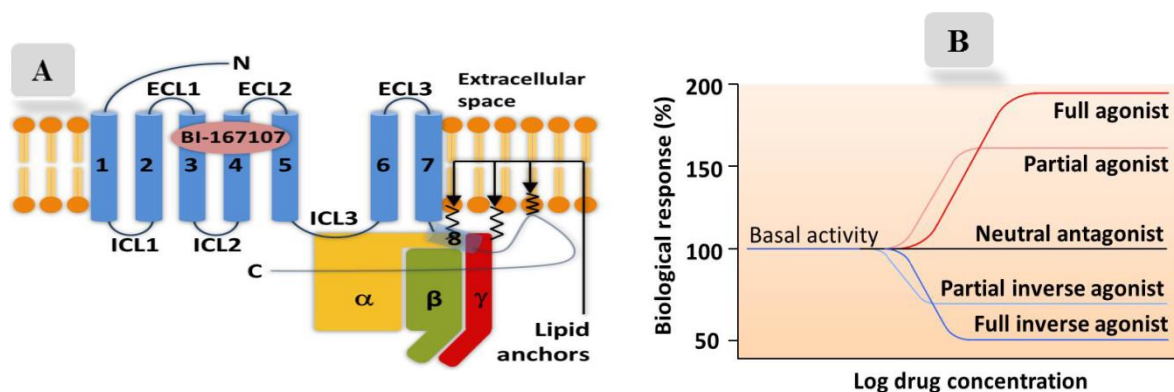 A
N
ECL1
ECL2
ECL3
Extracellular
space
BI-167107
1
2
3
4
5
6
7
ICL3
ICL1
ICL2
8
C
α
β
γ
Lipid
anchors
B
200
150
100
50
Biological response (%)
Full agonist
Partial agonist
Basal activity
Neutral antagonist
Partial inverse agonist
Full inverse agonist
Log drug concentration